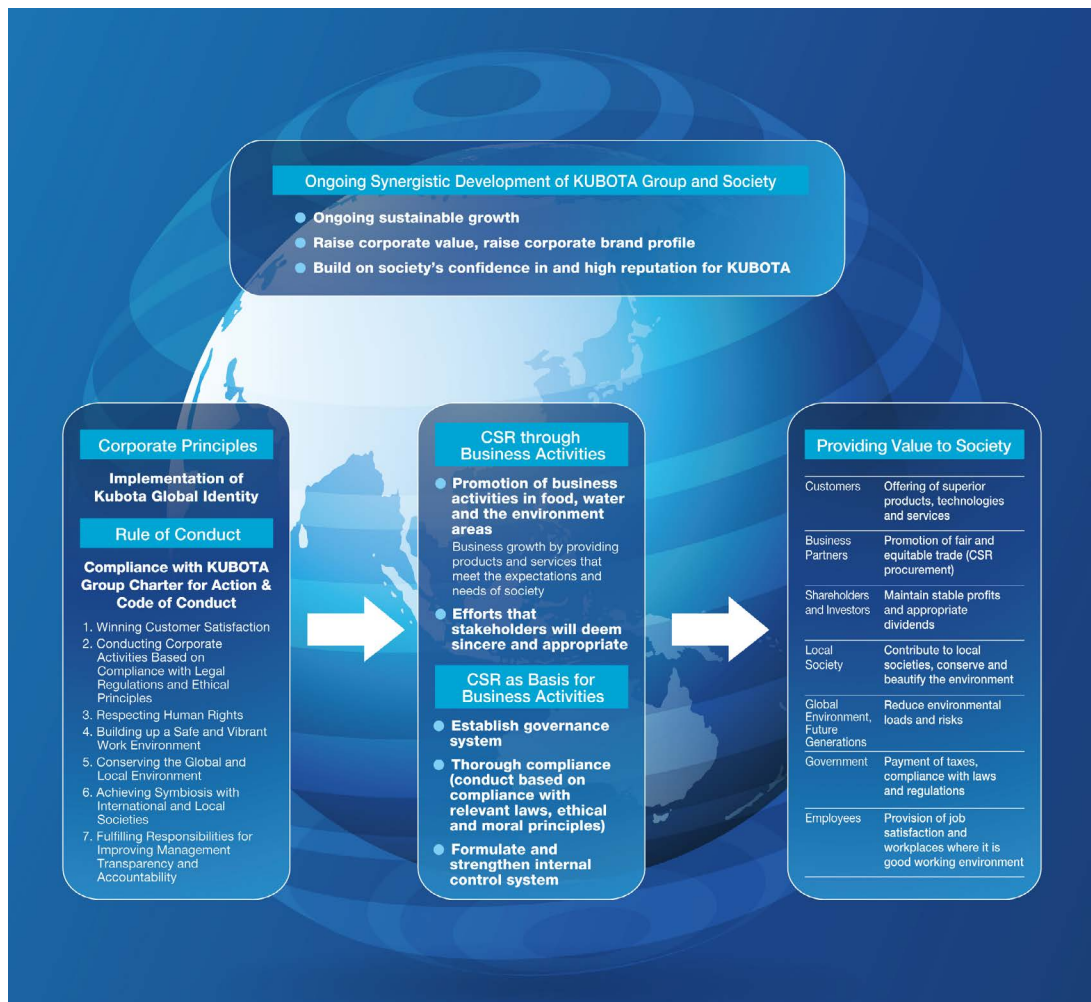 Ongoing Synergistic Development of KUBOTA Group and Society
● Ongoing sustainable growth
● Raise corporate value, raise corporate brand profile
● Build on society's confidence in and high reputation for KUBOTA
Corporate Principles
Implementation of
Kubota Global Identity
Rule of Conduct
Compliance with KUBOTA
Group Charter for Action &
Code of Conduct
1. Winning Customer Satisfaction
2. Conducting Corporate
Activities Based on
Compliance with Legal
Regulations and Ethical
Principles
3. Respecting Human Rights
4. Building up a Safe and Vibrant
Work Environment
5. Conserving the Global and
Local Environment
6. Achieving Symbiosis with
International and Local
Societies
7. Fulfilling Responsibilities for
Improving Management
Transparency and
Accountability
CSR through
Business Activities
● Promotion of business
activities in food, water
and the environment
areas
Business growth by providing
products and services that
meet the expectations and
needs of society
● Efforts that
stakeholders will deem
sincere and appropriate
CSR as Basis for
Business Activities
● Establish governance
system
● Thorough compliance
(conduct based on
compliance with
relevant laws, ethical
and moral principles)
● Formulate and
strengthen internal
control system
Providing Value to Society
Customers Offering of superior
products, technologies
and services
Business Promotion of fair and
Partners equitable trade (CSR
procurement)
Shareholders Maintain stable profits
and Investors and appropriate
dividends
Local Contribute to local
Society societies, conserve and
beautify the environment
Global Reduce environmental
Environment, loads and risks
Future
Generations
Government Payment of taxes,
compliance with laws
and regulations
Employees Provision of job
satisfaction and
workplaces where it is
good working environment